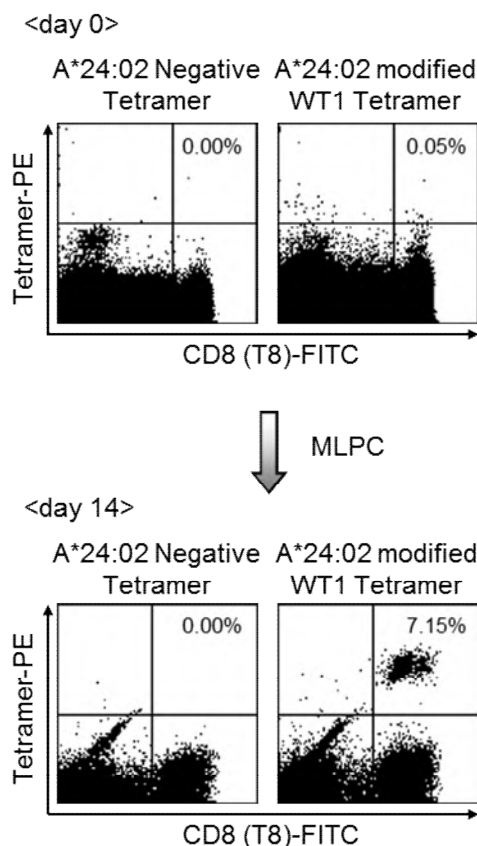 <day 0>
A*24:02 Negative Tetramer
A*24:02 modified WT1 Tetramer
0.00%
0.05%
Tetramer-PE
CD8 (T8)-FITC
MLPC
<day 14>
A*24:02 Negative Tetramer
A*24:02 modified WT1 Tetramer
0.00%
7.15%
Tetramer-PE
CD8 (T8)-FITC